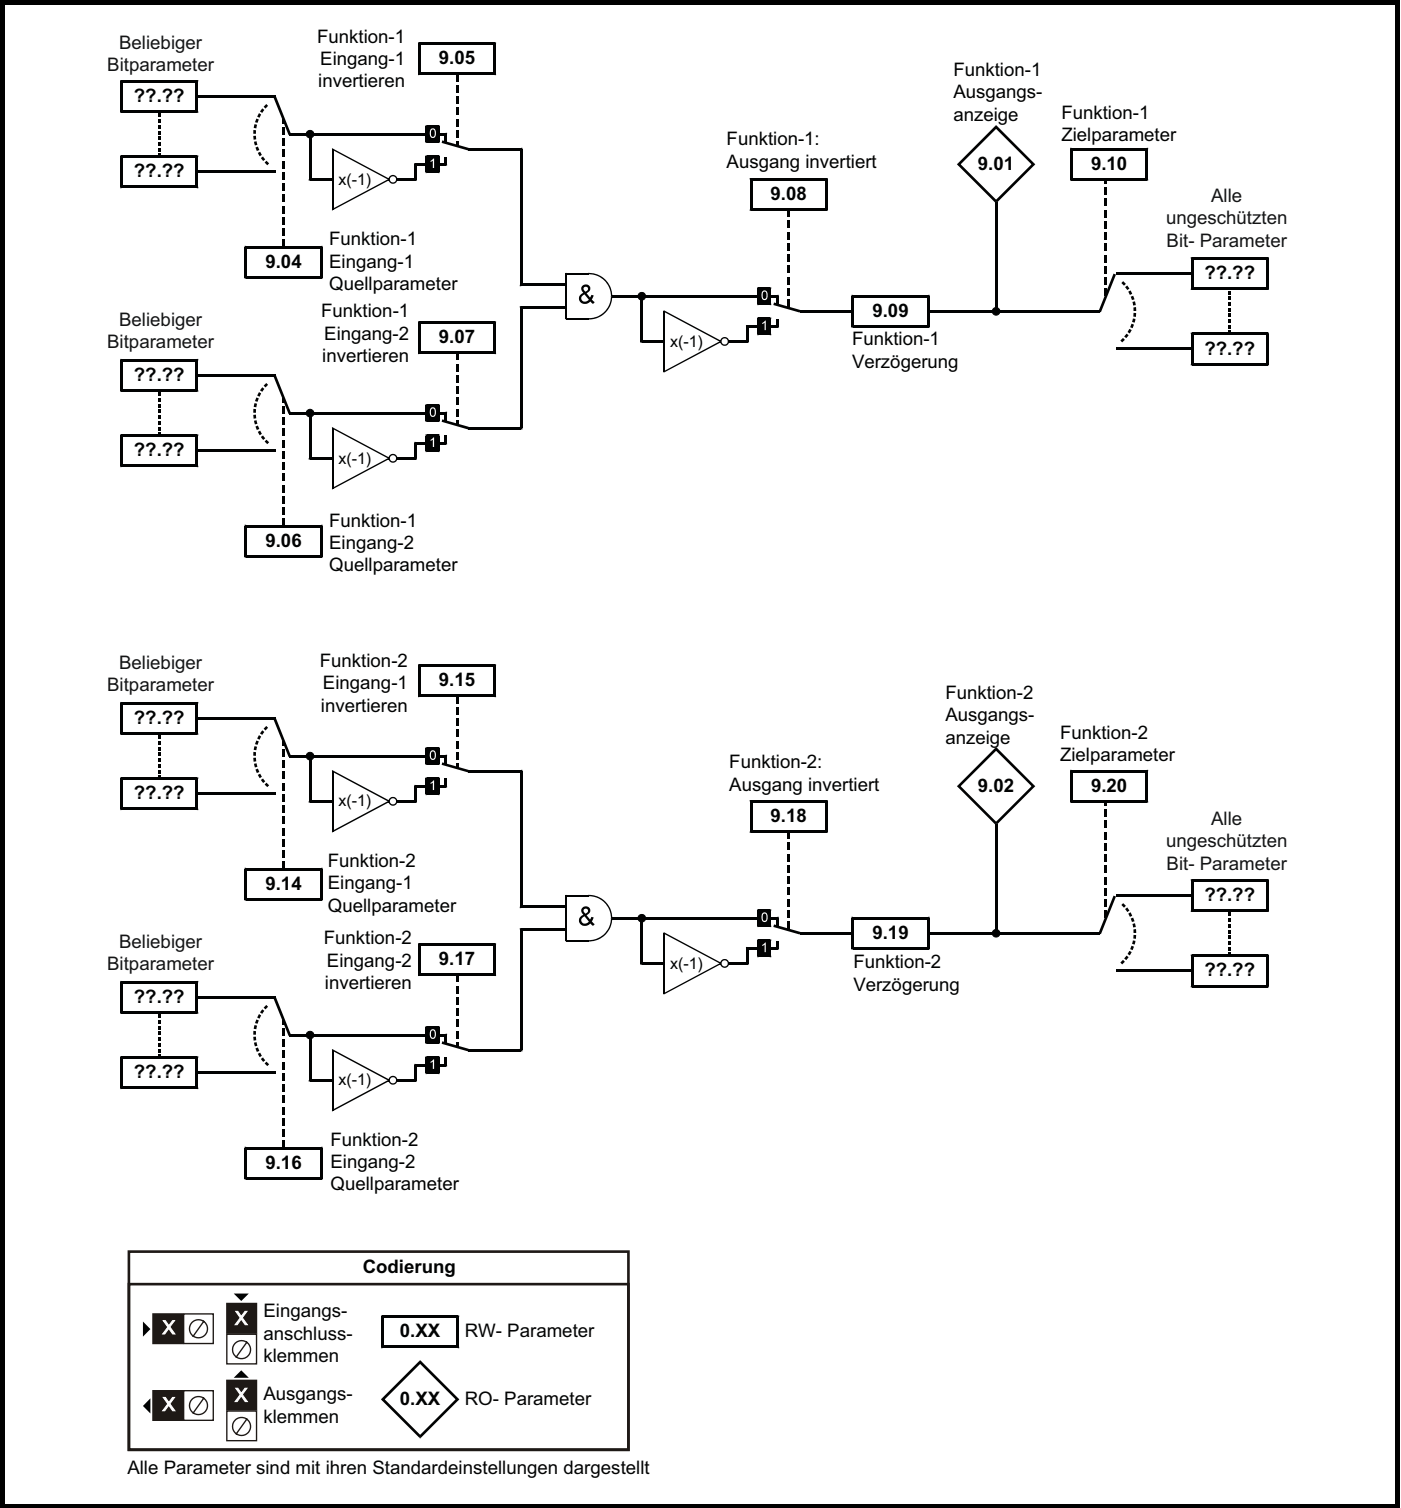 Beliebiger
Bitparameter
??.??
??.??
Funktion-1
Eingang-1
invertieren
9.05
0
1
x(-1)
9.04
Funktion-1
Eingang-1
Quellparameter
Beliebiger
Bitparameter
??.??
??.??
Funktion-1
Eingang-2
invertieren
9.07
0
1
x(-1)
9.06
Funktion-1
Eingang-2
Quellparameter
&
Funktion-1:
Ausgang invertiert
9.08
0
1
x(-1)
9.09
Funktion-1
Verzögerung
Funktion-1
Ausgangs-
anzeige
9.01
Funktion-1
Zielparameter
9.10
Alle
ungeschützten
Bit- Parameter
??.??
??.??
Beliebiger
Bitparameter
??.??
??.??
Funktion-2
Eingang-1
invertieren
9.15
0
1
x(-1)
9.14
Funktion-2
Eingang-1
Quellparameter
Beliebiger
Bitparameter
??.??
??.??
Funktion-2
Eingang-2
invertieren
9.17
0
1
x(-1)
9.16
Funktion-2
Eingang-2
Quellparameter
&
Funktion-2:
Ausgang invertiert
9.18
0
1
x(-1)
9.19
Funktion-2
Verzögerung
Funktion-2
Ausgangs-
anzeige
9.02
Funktion-2
Zielparameter
9.20
Alle
ungeschützten
Bit- Parameter
??.??
??.??
Codierung
X
X
Eingangs-
anschluss-
klemmen
0.XX
RW- Parameter
X
X
Ausgangs-
klemmen
0.XX
RO- Parameter
Alle Parameter sind mit ihren Standardeinstellungen dargestellt